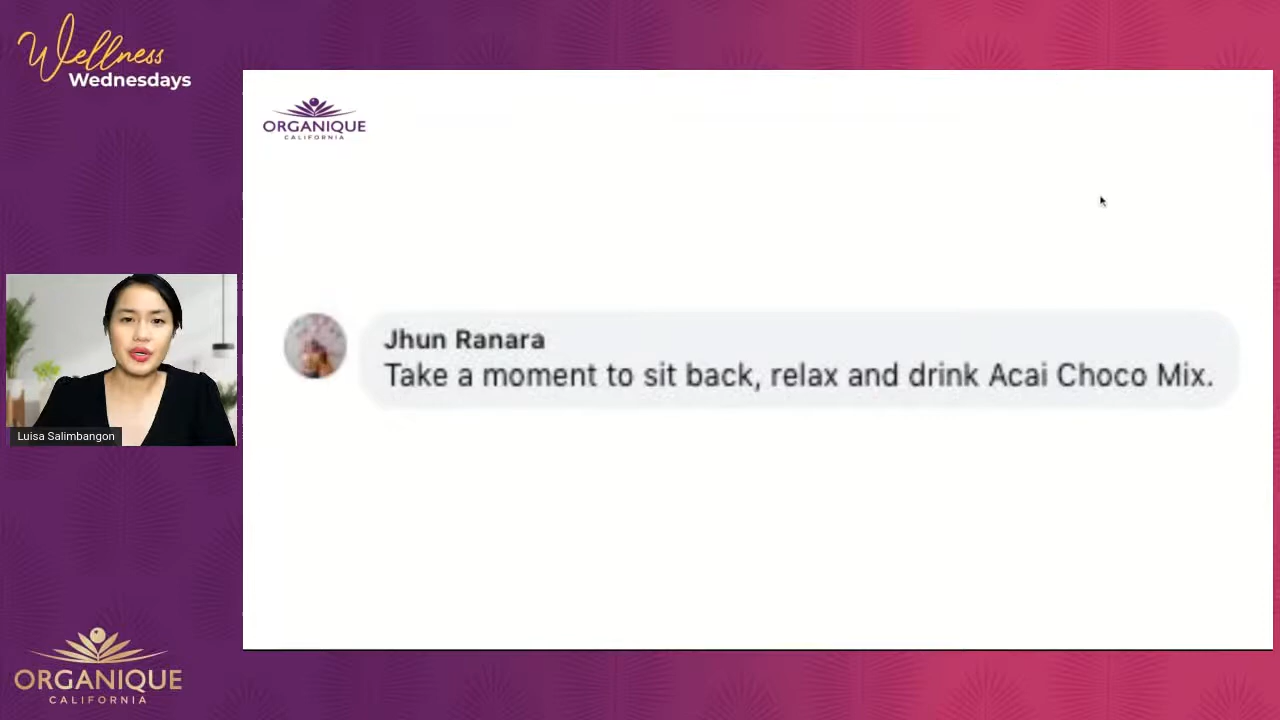 Wellness
Wednesdays
ORGANIQUE
CALIFORNIA
Jhun Ranara
Take a moment to sit back, relax and drink Acai Choco Mix.
Luisa Salimbangon
ORGANIQUE
CALIFORNIA